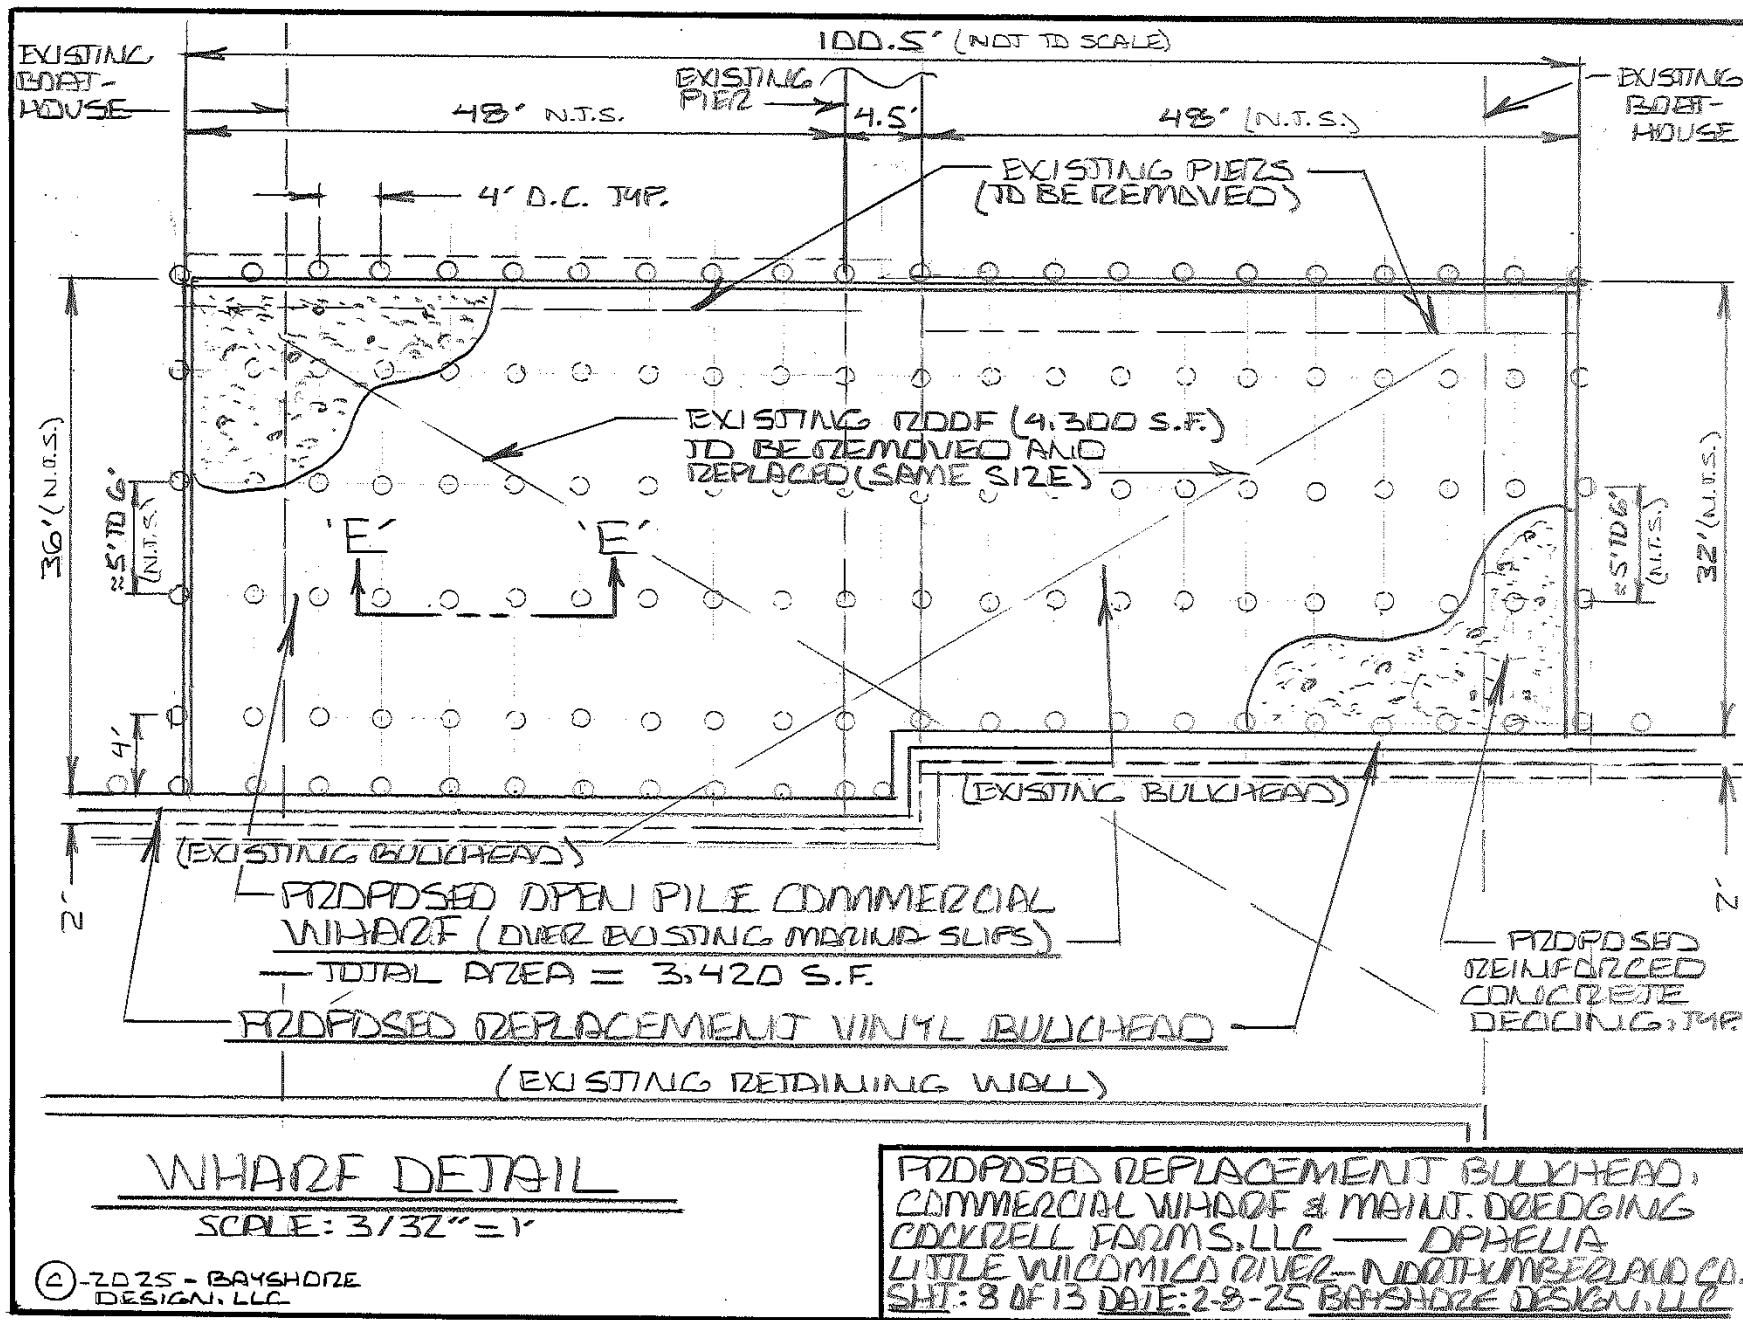 100.5' (NOT TO SCALE)
EXISTING
BOAT-
HOUSE
EXISTING
PIER
EXISTING
BOAT-
HOUSE
48' N.T.S.
4.5'
48' (N.T.S.)
EXISTING PIERS
(TO BE REMOVED)
4' O.C. TYP.
EXISTING ROOF (4,300 S.F.)
TO BE REMOVED AND
REPLACED (SAME SIZE)
36' (N.T.S.)
≈5' TO 6'
(N.T.S.)
'E' 'E'
≈5' TO 6'
(N.T.S.)
32' (N.T.S.)
4'
(EXISTING BULKHEAD)
(EXISTING BULKHEAD)
2'
2'
PROPOSED OPEN PILE COMMERCIAL
WHARF (OVER EXISTING MARINA SLIPS)
— TOTAL AREA = 3,420 S.F.
PROPOSED
REINFORCED
CONCRETE
DECKING, TYP.
PROPOSED REPLACEMENT VINYL BULKHEAD
(EXISTING RETAINING WALL)
WHARF DETAIL
SCALE: 3/32" = 1'
©-2025 - BAYSHORE
DESIGN, LLC
PROPOSED REPLACEMENT BULKHEAD,
COMMERCIAL WHARF & MAINT. DREDGING
COCKRELL FARMS, LLC — OPHELIA
LITTLE WICOMICO RIVER - NORTHUMBERLAND CO.
SHT: 8 OF 13 DATE: 2-8-25 BAYSHORE DESIGN, LLC